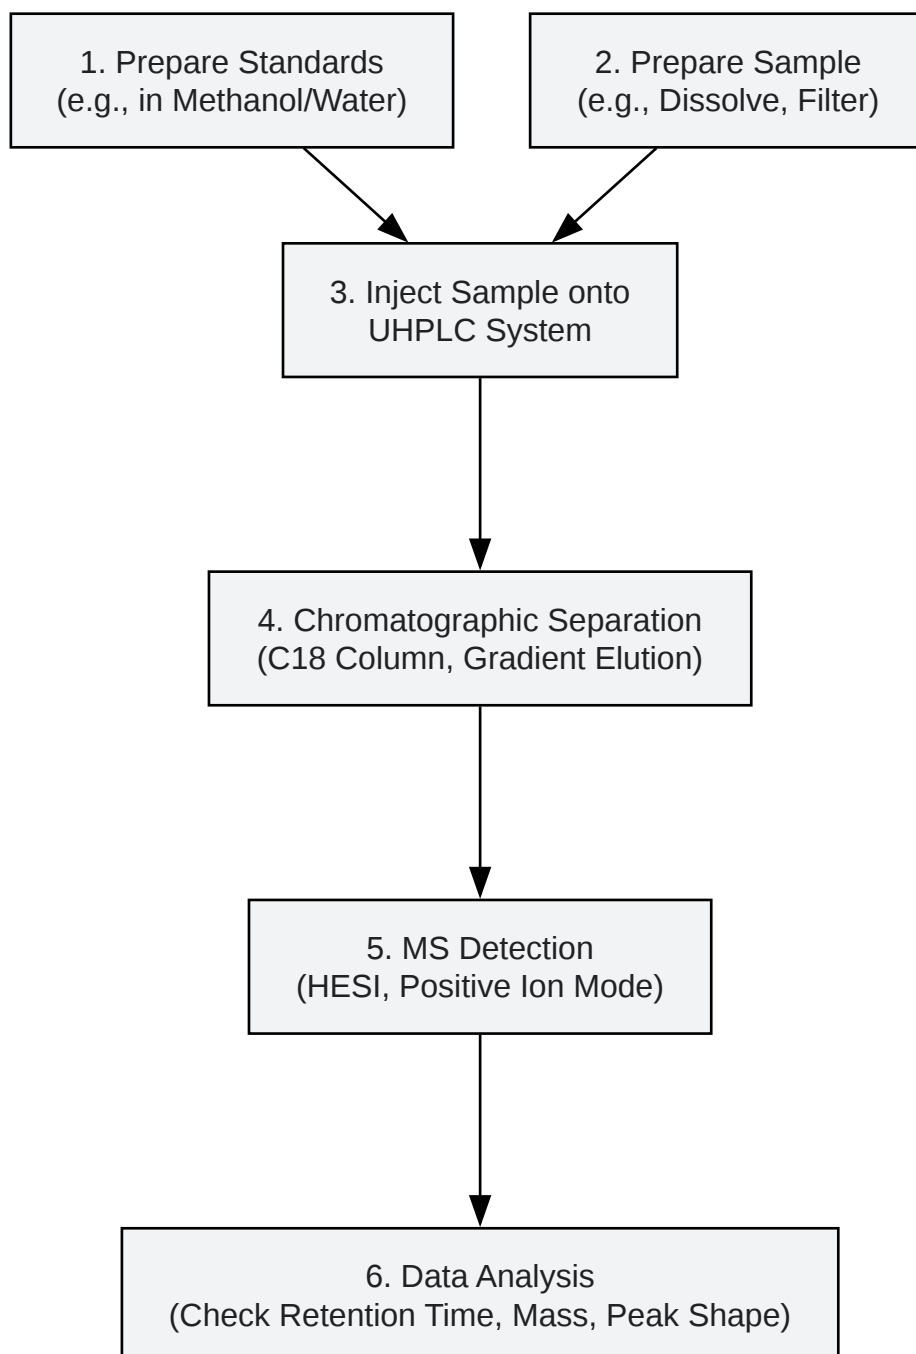 1. Prepare Standards
(e.g., in Methanol/Water)
2. Prepare Sample
(e.g., Dissolve, Filter)
3. Inject Sample onto
UHPLC System
4. Chromatographic Separation
(C18 Column, Gradient Elution)
5. MS Detection
(HESI, Positive Ion Mode)
6. Data Analysis
(Check Retention Time, Mass, Peak Shape)